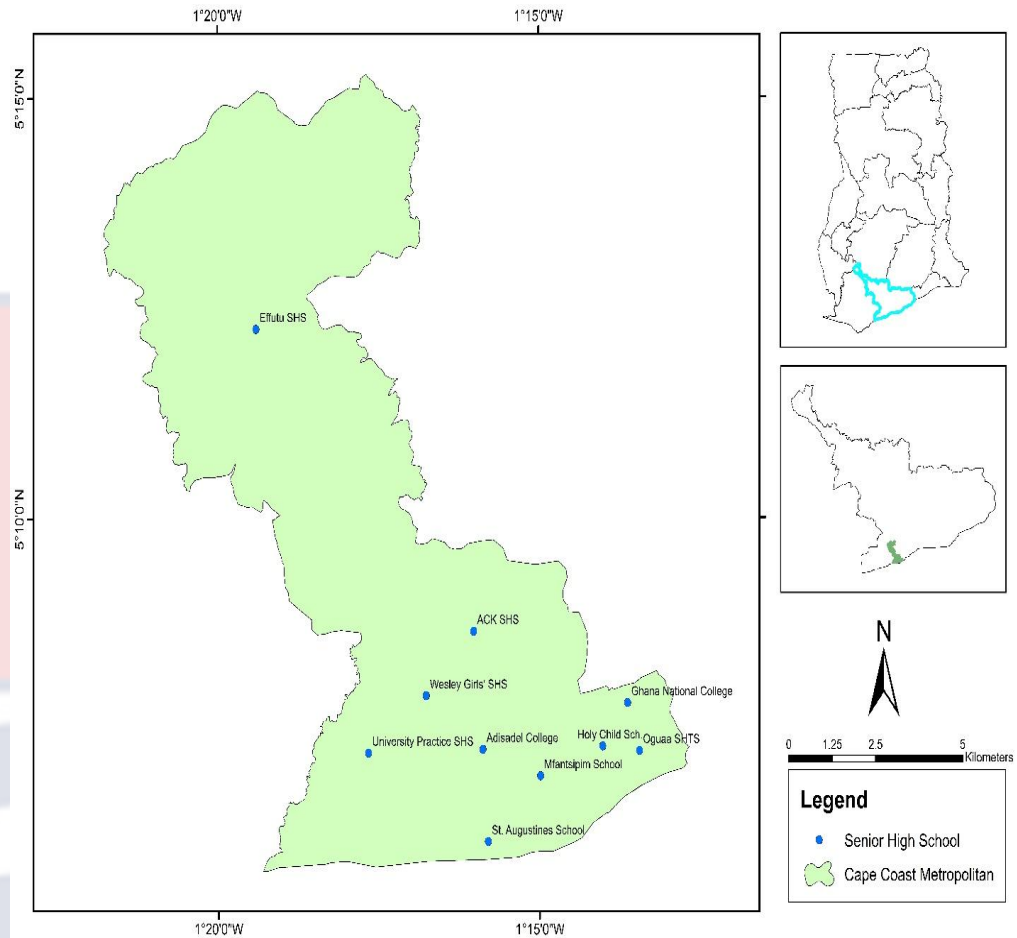 1°20'0"W
1°15'0"W
5°15'0"N
5°10'0"N
Effutu SHS
ACK SHS
Wesley Girls' SHS
Ghana National College
University Practice SHS
Adisadel College
Holy Child Sch.
Oguaa SHTS
Mfantsipim School
St. Augustines School
1°20'0"W
1°15'0"W
N
0 1.25 2.5 5
Kilometers
Legend
Senior High School
Cape Coast Metropolitan